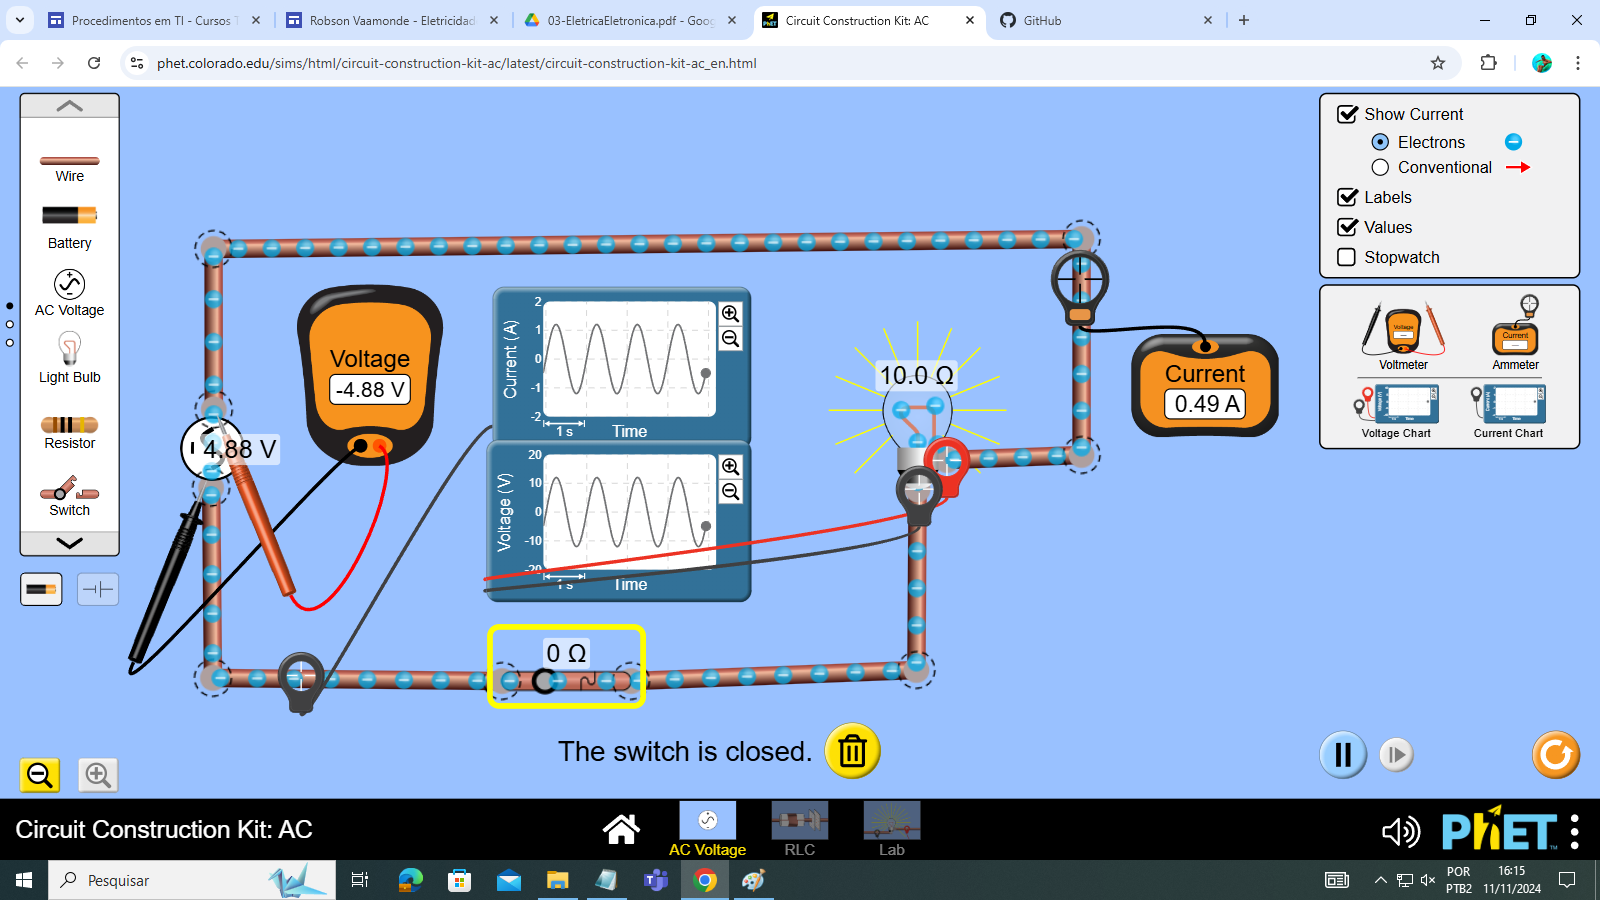 Procedimentos em TI - Cursos T
Robson Vaamonde - Eletricidad
03-EletricaEletronica.pdf - Goog
Circuit Construction Kit: AC
GitHub
phet.colorado.edu/sims/html/circuit-construction-kit-ac/latest/circuit-construction-kit-ac_en.html
Wire
Battery
AC Voltage
Light Bulb
Resistor
Switch
Voltage
-4.88 V
4.88 V
Current (A)
2
1
0
-1
-2
1 s
Time
Voltage (V)
20
10
0
-10
-20
1 s
Time
10.0 Ω
Current
0.49 A
0 Ω
The switch is closed.
Show Current
Electrons
Conventional
Labels
Values
Stopwatch
Voltage
Current
Voltmeter
Ammeter
Voltage Chart
Current Chart
Circuit Construction Kit: AC
AC Voltage
RLC
Lab
PhET
Pesquisar
POR
PTB2
16:15
11/11/2024